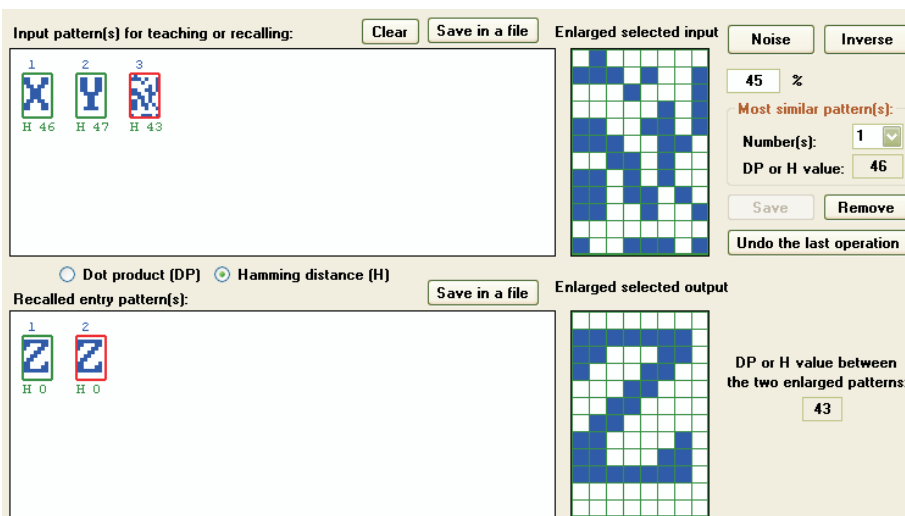 Input pattern(s) for teaching or recalling:
Clear
Save in a file
Enlarged selected input
Noise
Inverse
1 2 3
H 46 H 47 H 43
45 %
Most similar pattern(s):
Number(s): 1
DP or H value: 46
Save
Remove
Undo the last operation
Dot product (DP)
Hamming distance (H)
Recalled entry pattern(s):
Save in a file
Enlarged selected output
1 2
H 0 H 0
DP or H value between
the two enlarged patterns:
43